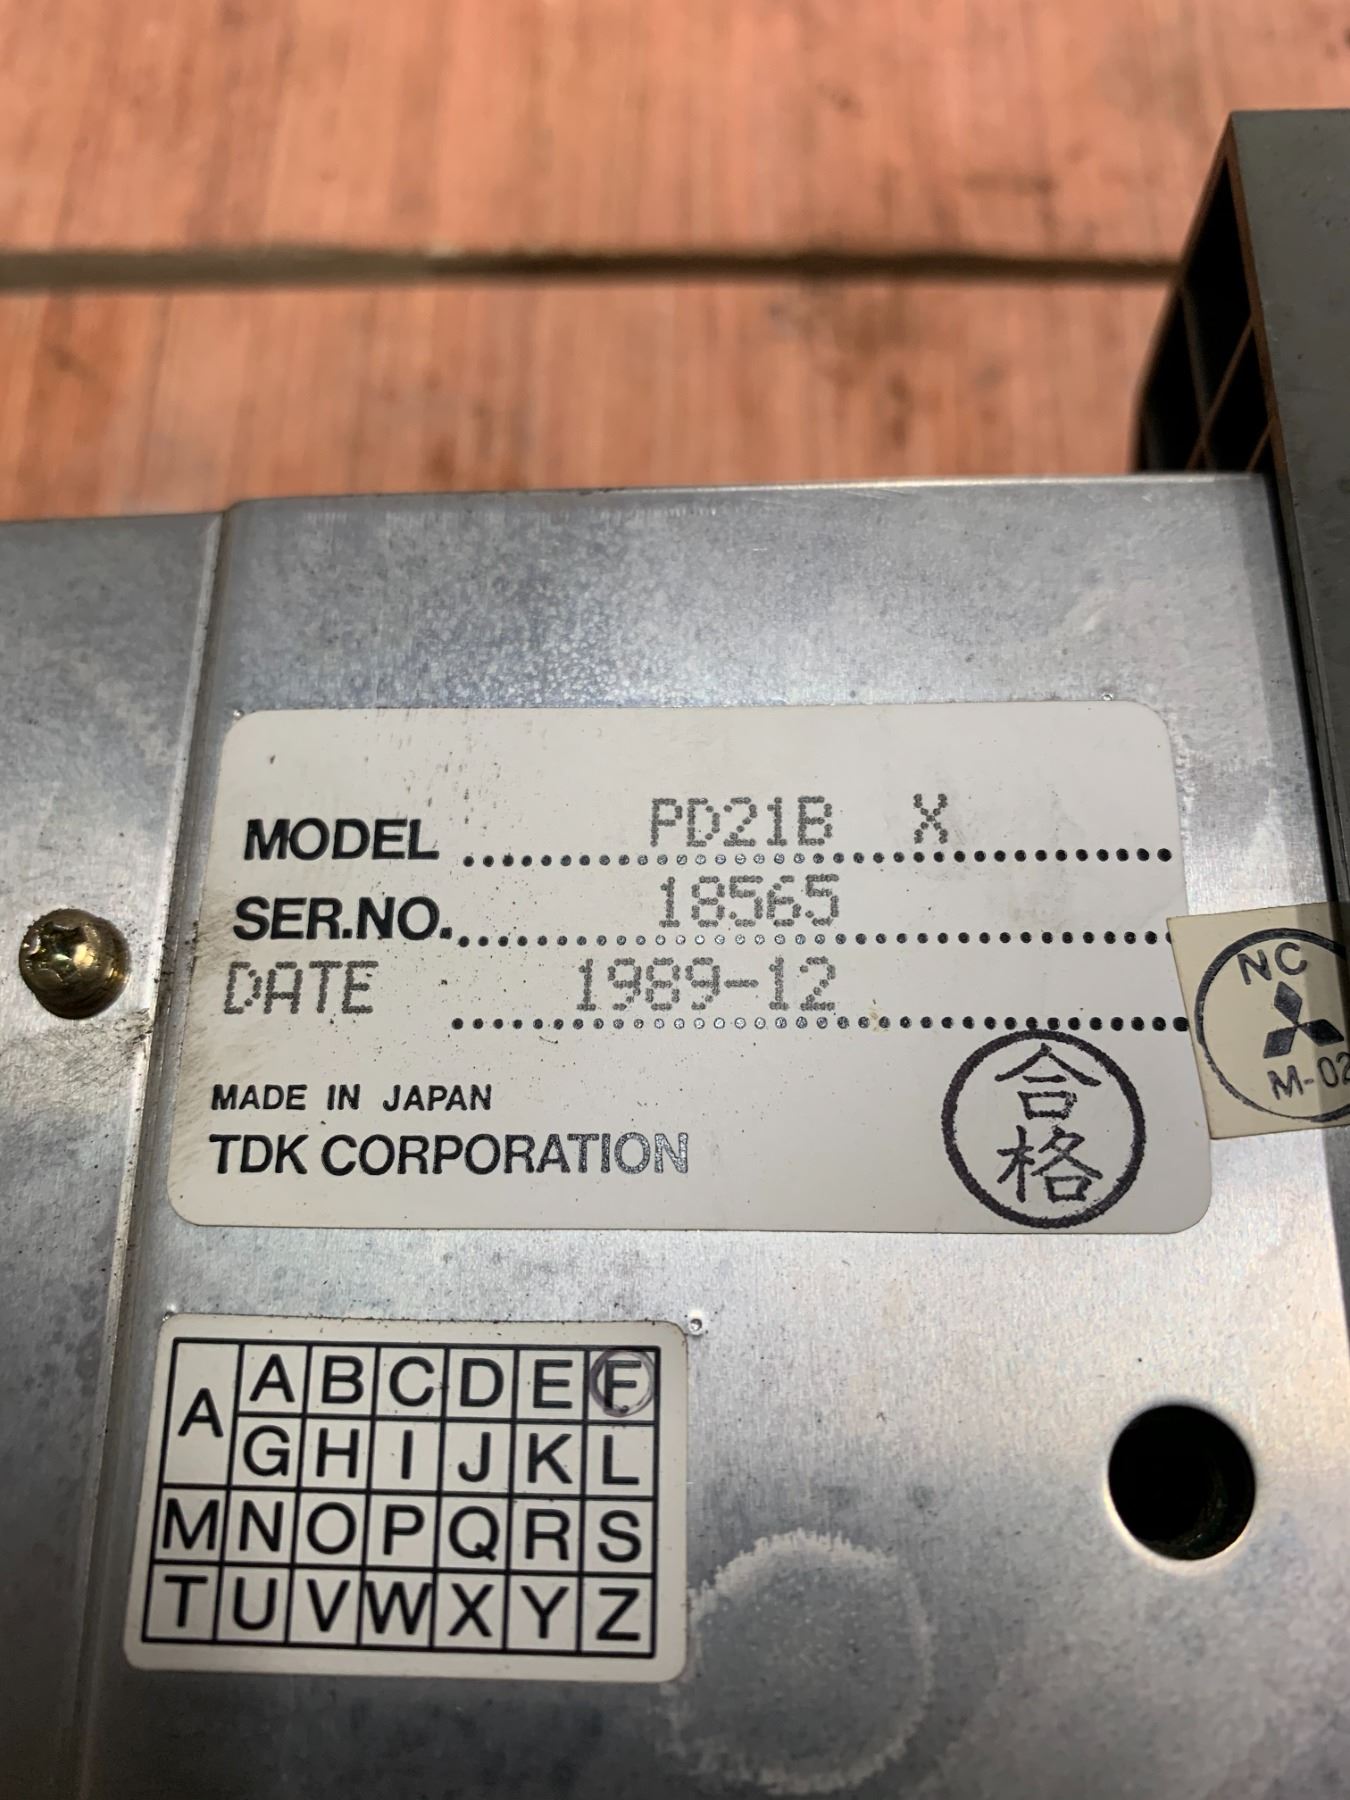 MODEL PD21B X
SER.NO. 18565
DATE 1989-12
MADE IN JAPAN
TDK CORPORATION
合格
NC
M-02
A A B C D E F
G H I J K L
M N O P Q R S
T U V W X Y Z